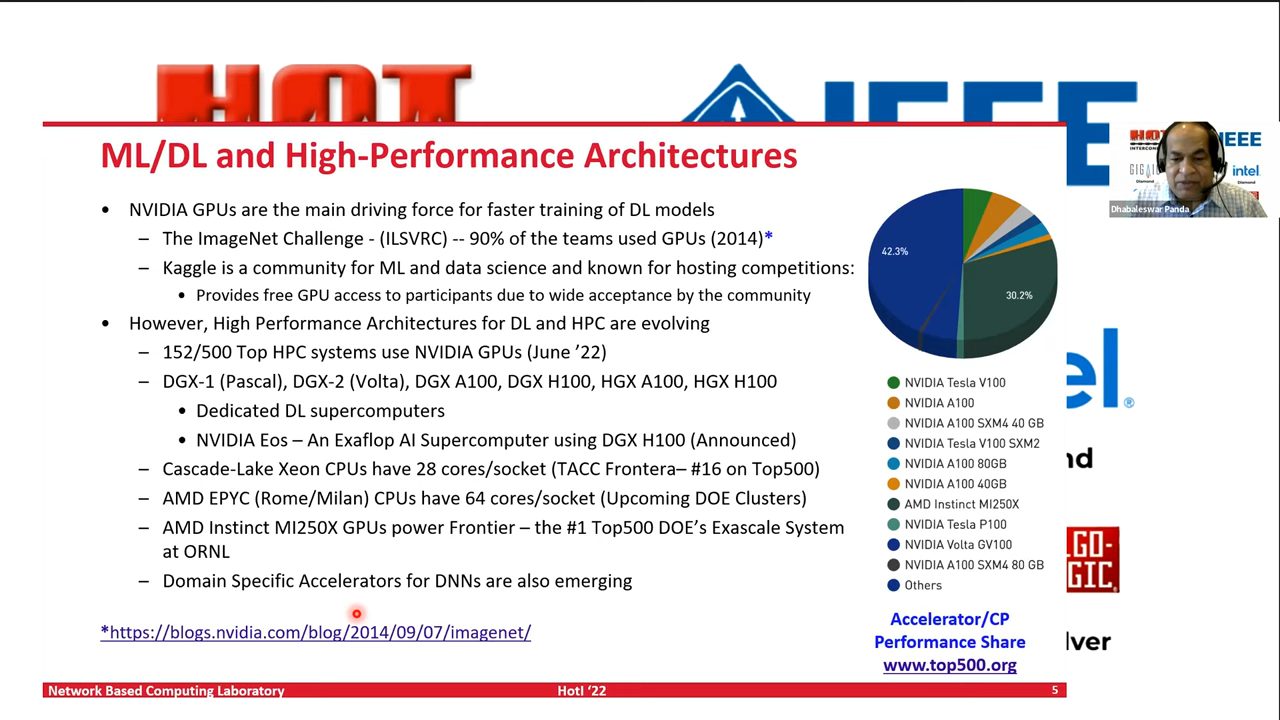 HOT
IEEE
ML/DL and High-Performance Architectures
• NVIDIA GPUs are the main driving force for faster training of DL models
– The ImageNet Challenge - (ILSVRC) -- 90% of the teams used GPUs (2014)*
– Kaggle is a community for ML and data science and known for hosting competitions:
• Provides free GPU access to participants due to wide acceptance by the community
• However, High Performance Architectures for DL and HPC are evolving
– 152/500 Top HPC systems use NVIDIA GPUs (June ’22)
– DGX-1 (Pascal), DGX-2 (Volta), DGX A100, DGX H100, HGX A100, HGX H100
• Dedicated DL supercomputers
• NVIDIA Eos – An Exaflop AI Supercomputer using DGX H100 (Announced)
– Cascade-Lake Xeon CPUs have 28 cores/socket (TACC Frontera– #16 on Top500)
– AMD EPYC (Rome/Milan) CPUs have 64 cores/socket (Upcoming DOE Clusters)
– AMD Instinct MI250X GPUs power Frontier – the #1 Top500 DOE’s Exascale System
at ORNL
– Domain Specific Accelerators for DNNs are also emerging
*https://blogs.nvidia.com/blog/2014/09/07/imagenet/
42.3%
30.2%
NVIDIA Tesla V100
NVIDIA A100
NVIDIA A100 SXM4 40 GB
NVIDIA Tesla V100 SXM2
NVIDIA A100 80GB
NVIDIA A100 40GB
AMD Instinct MI250X
NVIDIA Tesla P100
NVIDIA Volta GV100
NVIDIA A100 SXM4 80 GB
Others
Accelerator/CP
Performance Share
www.top500.org
Network Based Computing Laboratory
HotI ‘22
5
HOT
IEEE
intel
Diamond
Dhabaleswar Panda
el®
nd
LGO-
GIC.
lver